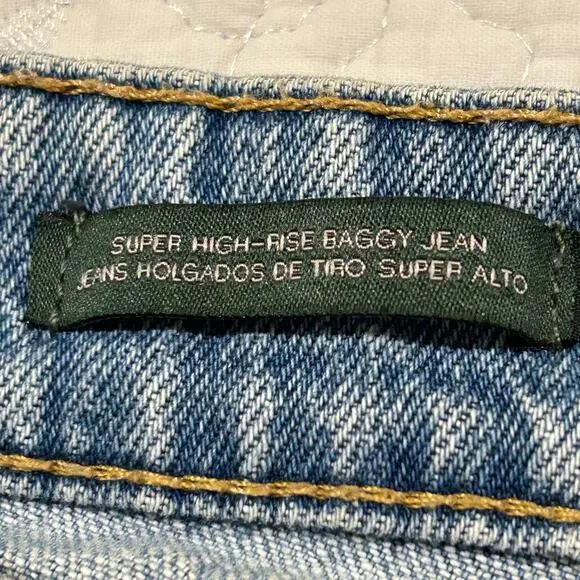 SUPER HIGH-RISE BAGGY JEAN
JEANS HOLGADOS DE TIRO SUPER ALTO